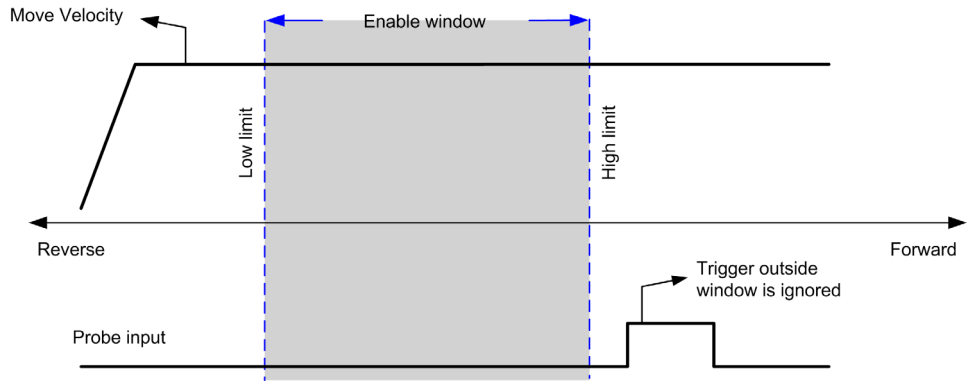 Move Velocity
Enable window
Low limit
High limit
Reverse
Forward
Trigger outside
window is ignored
Probe input